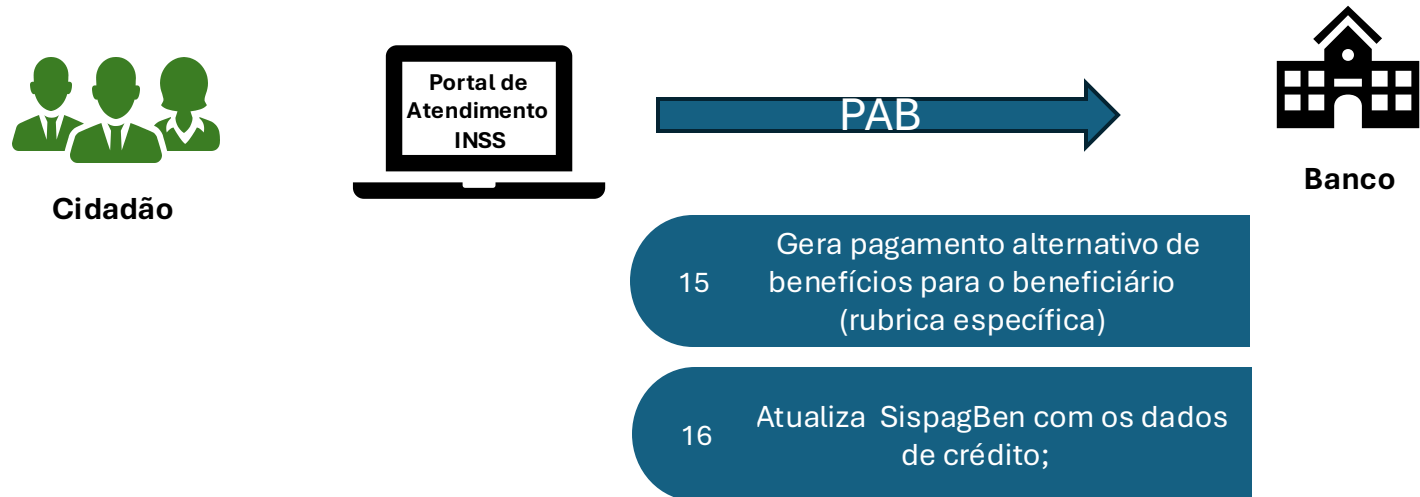 Cidadão
Portal de
Atendimento
INSS
PAB
Banco
15
Gera pagamento alternativo de
benefícios para o beneficiário
(rubrica específica)
16
Atualiza SispagBen com os dados
de crédito;